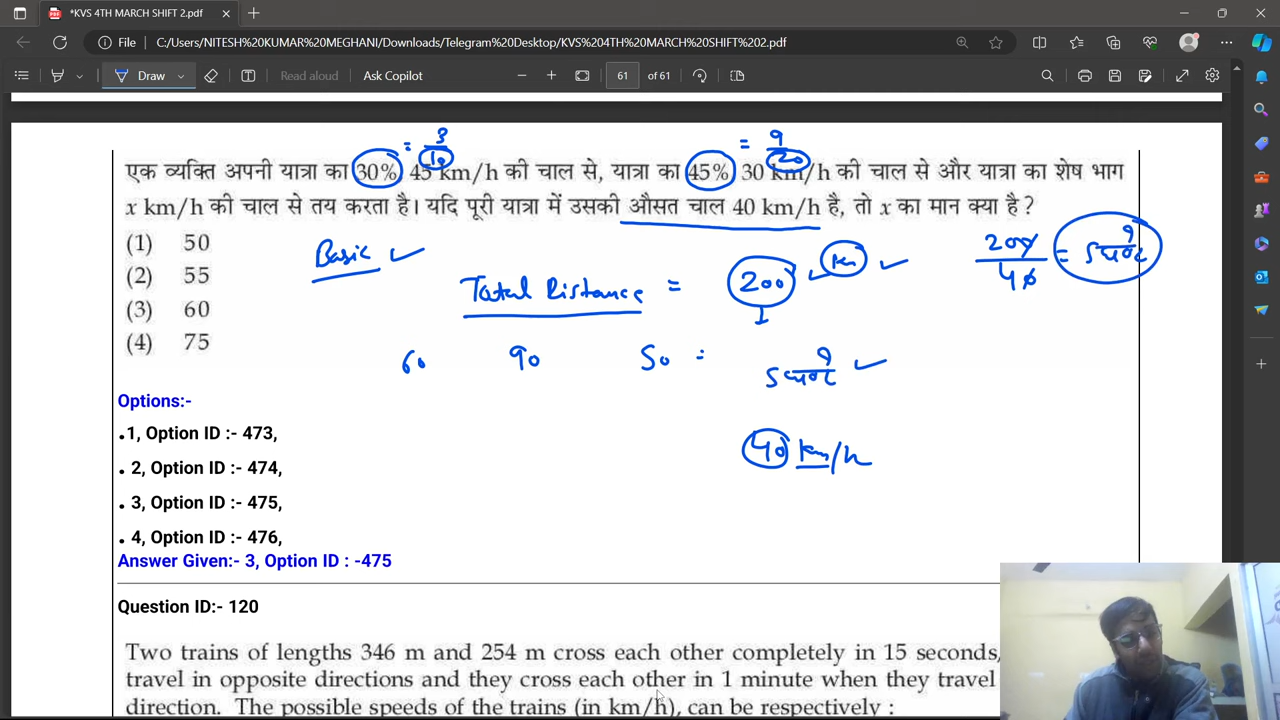 *KVS 4TH MARCH SHIFT 2.pdf
File C:/Users/NITESH%20KUMAR%20MEGHANI/Downloads/Telegram%20Desktop/KVS%204TH%20MARCH%20SHIFT%202.pdf
Draw Read aloud Ask Copilot 61 of 61
= 3/10 = 9/20
एक व्यक्ति अपनी यात्रा का 30% 45 km/h की चाल से, यात्रा का 45% 30 km/h की चाल से और यात्रा का शेष भाग
x km/h की चाल से तय करता है। यदि पूरी यात्रा में उसकी औसत चाल 40 km/h है, तो x का मान क्या है ?
(1) 50
Basic
200/40 =
(2) 55
Total Distance = 200 km
(3) 60
(4) 75
60 90 50 :
Options:-
.1, Option ID :- 473,
40 km/h
. 2, Option ID :- 474,
. 3, Option ID :- 475,
. 4, Option ID :- 476,
Answer Given:- 3, Option ID : -475
Question ID:- 120
Two trains of lengths 346 m and 254 m cross each other completely in 15 seconds,
travel in opposite directions and they cross each other in 1 minute when they travel
direction. The possible speeds of the trains (in km/h), can be respectively :